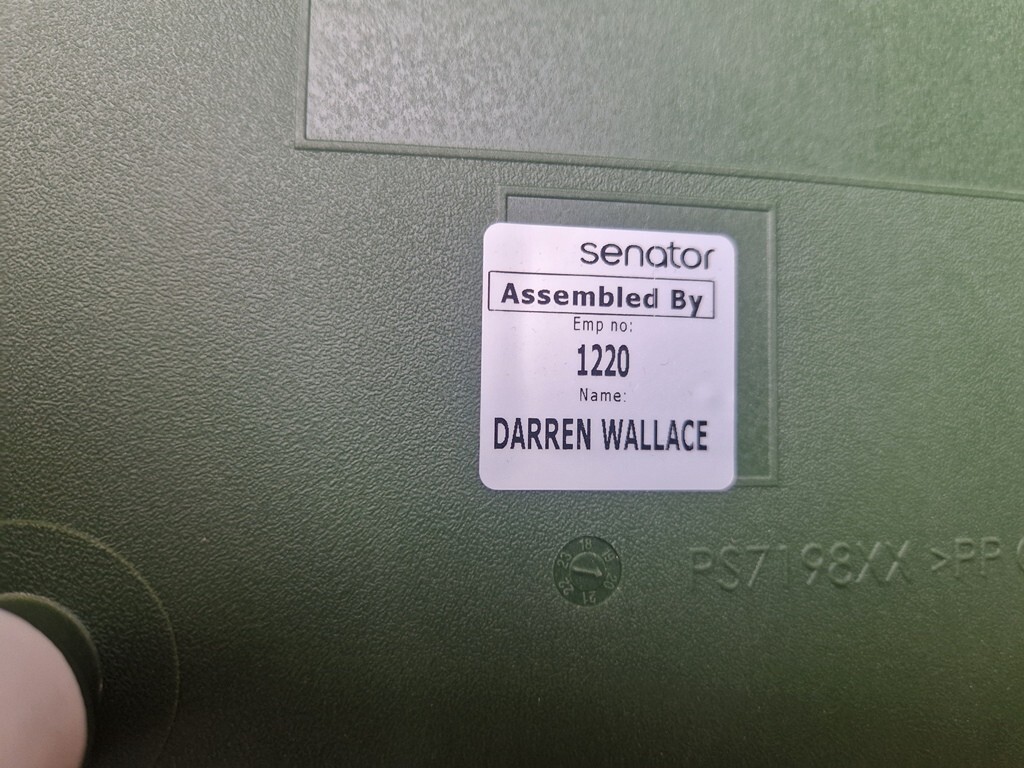 senator
Assembled By
Emp no:
1220
Name:
DARREN WALLACE
PS7198XX >PP